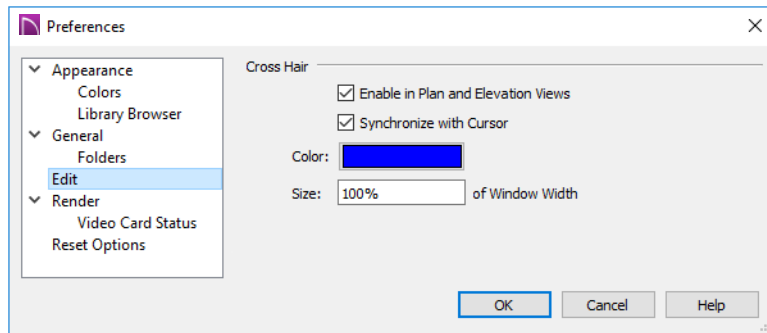 Preferences
Appearance
Colors
Library Browser
General
Folders
Edit
Render
Video Card Status
Reset Options
Cross Hair
Enable in Plan and Elevation Views
Synchronize with Cursor
Color:
Size: 100% of Window Width
OK Cancel Help